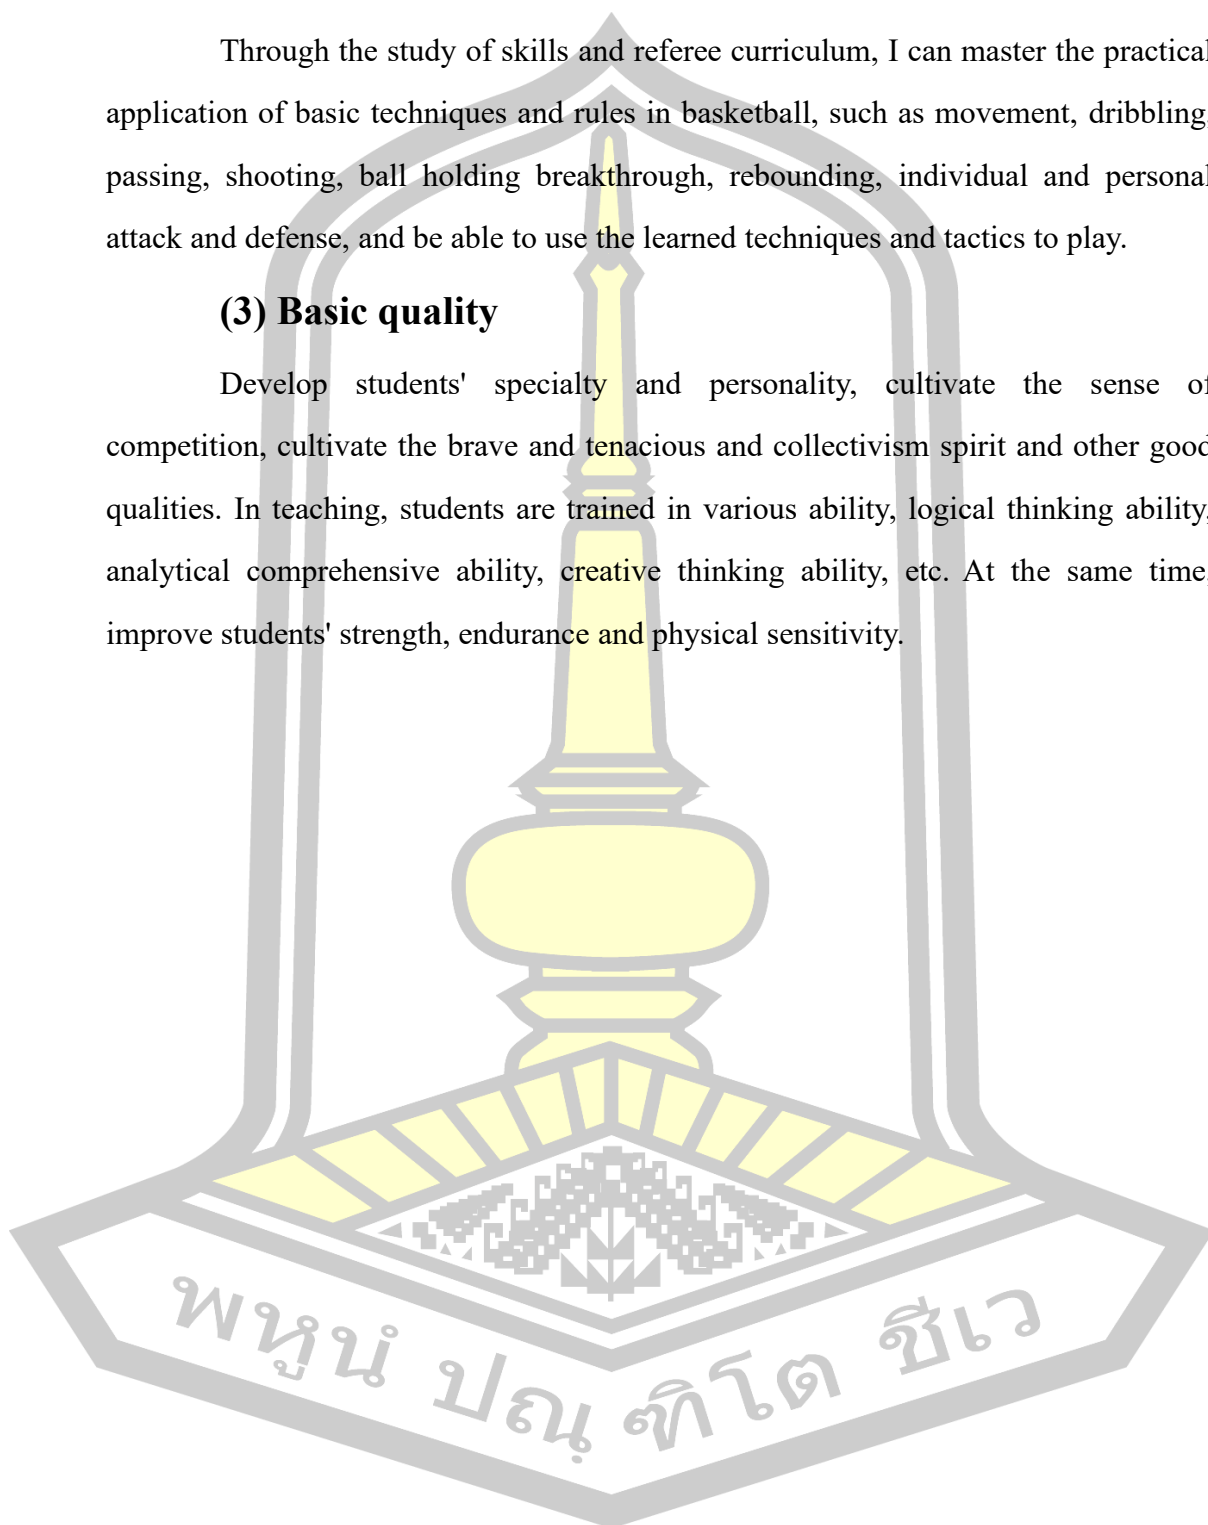 Through the study of skills and referee curriculum, I can master the practical
application of basic techniques and rules in basketball, such as movement, dribbling,
passing, shooting, ball holding breakthrough, rebounding, individual and personal
attack and defense, and be able to use the learned techniques and tactics to play.
(3) Basic quality
Develop students' specialty and personality, cultivate the sense of
competition, cultivate the brave and tenacious and collectivism spirit and other good
qualities. In teaching, students are trained in various ability, logical thinking ability,
analytical comprehensive ability, creative thinking ability, etc. At the same time,
improve students' strength, endurance and physical sensitivity.
พหูนํ ปณฺฑิโต ชีเว